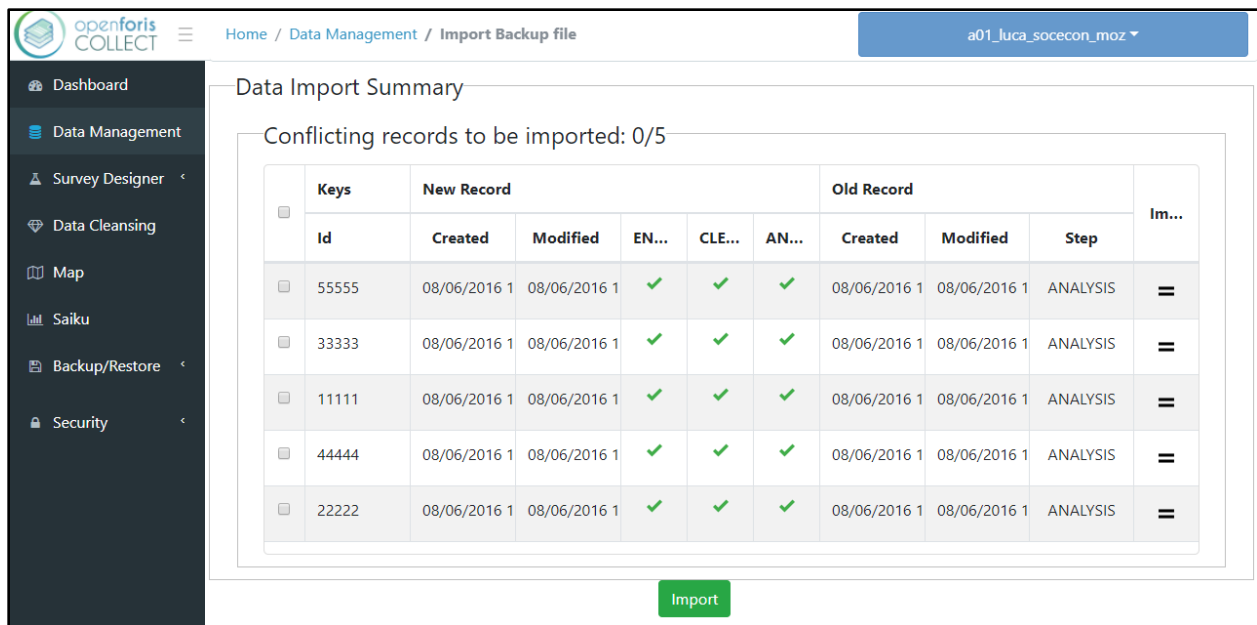 openforis
COLLECT
Home / Data Management / Import Backup file
a01_luca_socecon_moz
Dashboard
Data Management
Survey Designer
Data Cleansing
Map
Saiku
Backup/Restore
Security
Data Import Summary
Conflicting records to be imported: 0/5
Keys New Record Old Record Im...
Id Created Modified EN... CLE... AN... Created Modified Step
55555 08/06/2016 1 08/06/2016 1 08/06/2016 1 08/06/2016 1 ANALYSIS =
33333 08/06/2016 1 08/06/2016 1 08/06/2016 1 08/06/2016 1 ANALYSIS =
11111 08/06/2016 1 08/06/2016 1 08/06/2016 1 08/06/2016 1 ANALYSIS =
44444 08/06/2016 1 08/06/2016 1 08/06/2016 1 08/06/2016 1 ANALYSIS =
22222 08/06/2016 1 08/06/2016 1 08/06/2016 1 08/06/2016 1 ANALYSIS =
Import